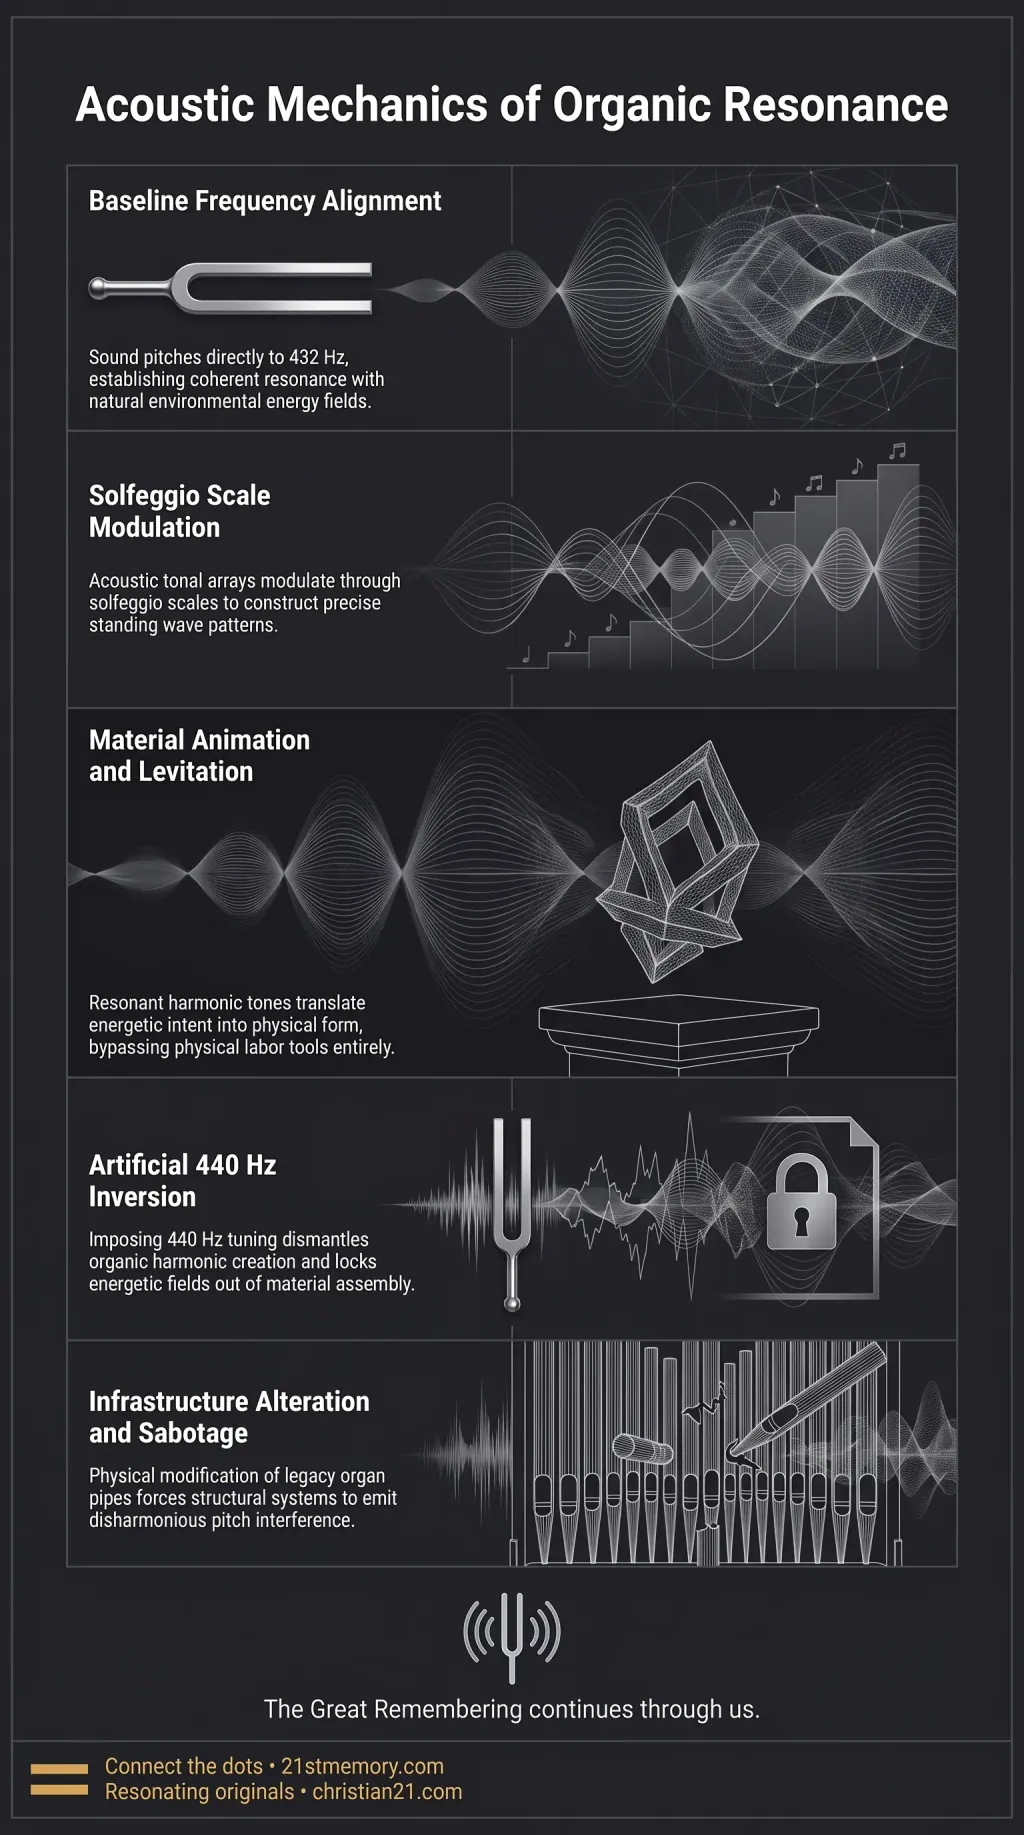 Acoustic Mechanics of Organic Resonance
Baseline Frequency Alignment
Sound pitches directly to 432 Hz,
establishing coherent resonance with
natural environmental energy fields.
Solfeggio Scale
Modulation
Acoustic tonal arrays modulate through
solfeggio scales to construct precise
standing wave patterns.
Material Animation
and Levitation
Resonant harmonic tones translate
energetic intent into physical form,
bypassing physical labor tools entirely.
Artificial 440 Hz
Inversion
Imposing 440 Hz tuning dismantles
organic harmonic creation and locks
energetic fields out of material assembly.
Infrastructure Alteration
and Sabotage
Physical modification of legacy organ
pipes forces structural systems to emit
disharmonious pitch interference.
The Great Remembering continues through us.
Connect the dots • 21stmemory.com
Resonating originals • christian21.com